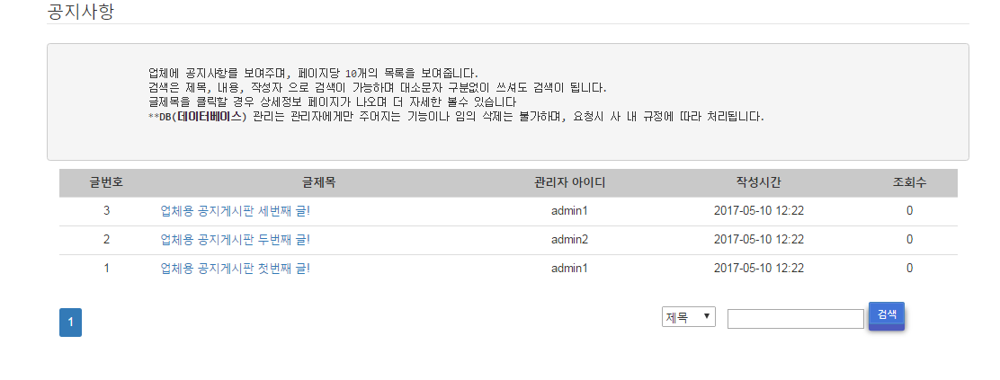 공지사항
업체에 공지사항를 보여주며, 페이지당 10개의 목록을 보여줍니다.
검색은 제목, 내용, 작성자 으로 검색이 가능하며 대소문자 구분없이 쓰셔도 검색이 됩니다.
글제목을 클릭할 경우 상세정보 페이지가 나오며 더 자세한 볼수 있습니다
**DB(데이터베이스) 관리는 관리자에게만 주어지는 기능이나 임의 삭제는 불가하며, 요청시 사 내 규정에 따라 처리됩니다.
글번호 글제목 관리자 아이디 작성시간 조회수
3 업체용 공지게시판 세번째 글! admin1 2017-05-10 12:22 0
2 업체용 공지게시판 두번째 글! admin2 2017-05-10 12:22 0
1 업체용 공지게시판 첫번째 글! admin1 2017-05-10 12:22 0
1 제목 검색